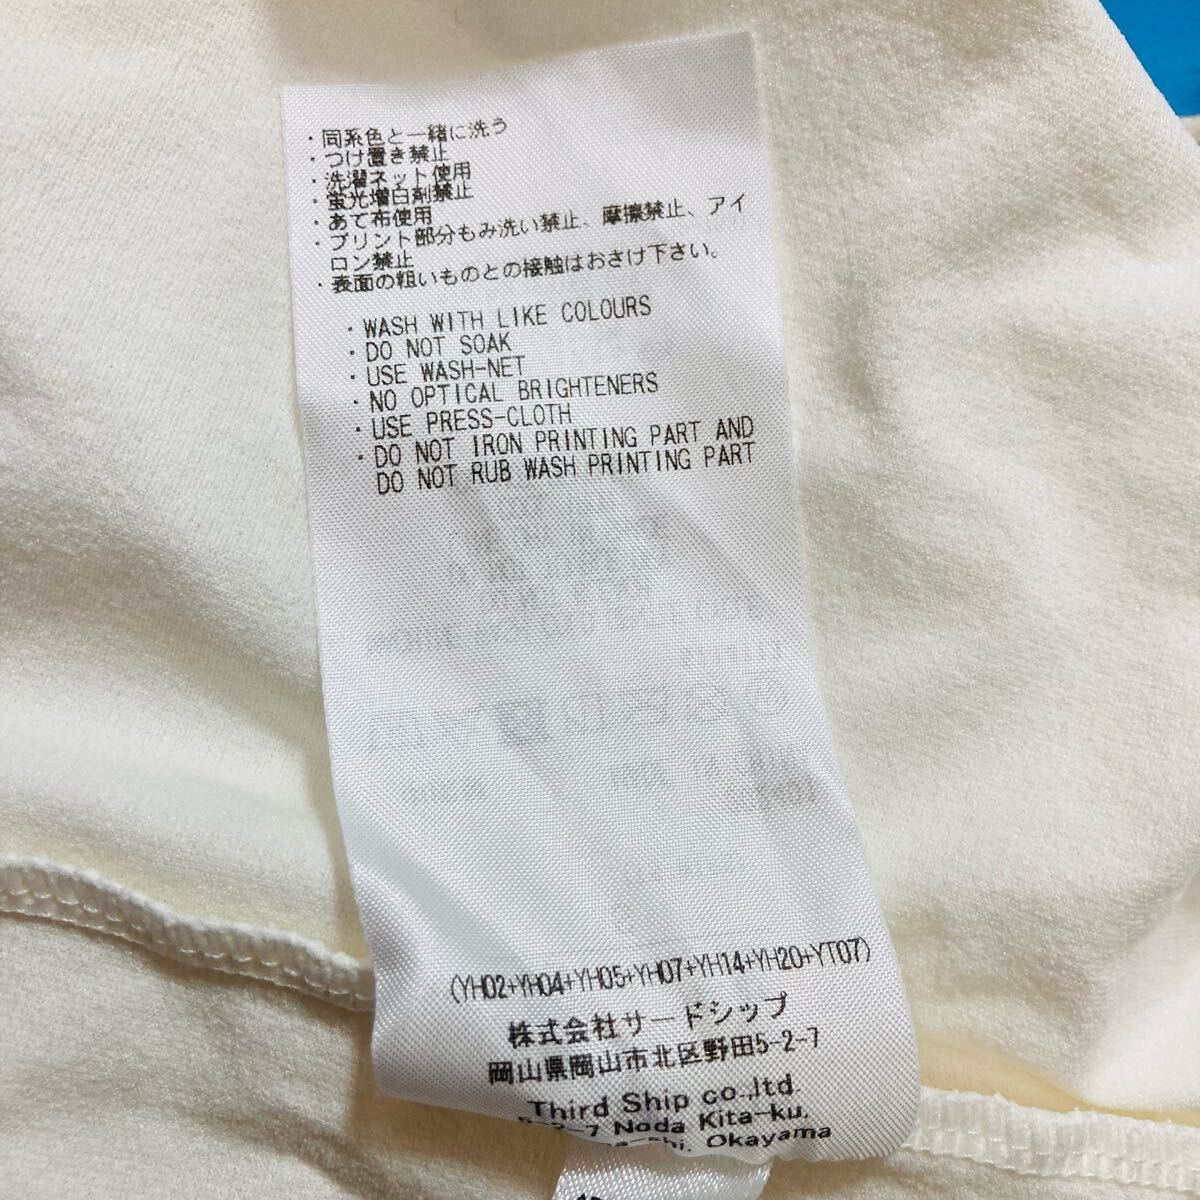 ・同系色と一緒に洗う
・つけ置き禁止
・洗濯ネット使用
・蛍光増白剤禁止
・あて布使用
・プリント部分もみ洗い禁止、摩擦禁止、アイ
ロン禁止
・表面の粗いものとの接触はおさけ下さい。
・WASH WITH LIKE COLOURS
・DO NOT SOAK
・USE WASH-NET
・NO OPTICAL BRIGHTENERS
・USE PRESS-CLOTH
・DO NOT IRON PRINTING PART AND
DO NOT RUB WASH PRINTING PART
(YH02+YH04+YH05+YH07+YH14+YH20+YT07)
株式会社サードシップ
岡山県岡山市北区野田5-2-7
Third Ship co.,ltd.
5-2-7 Noda Kita-ku,
Okayama